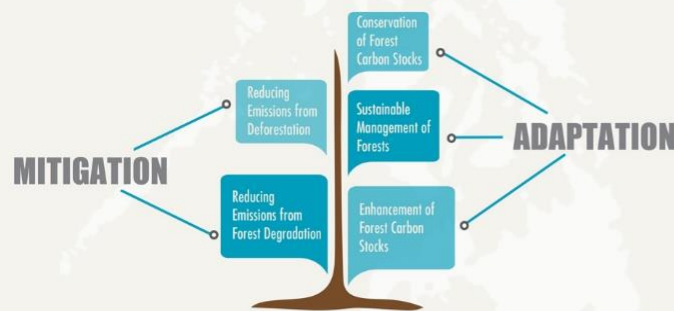 MITIGATION
Reducing
Emissions from
Deforestation
Reducing
Emissions from
Forest Degradation
Conservation
of Forest
Carbon Stocks
Sustainable
Management of
Forests
Enhancement of
Forest Carbon
Stocks
ADAPTATION